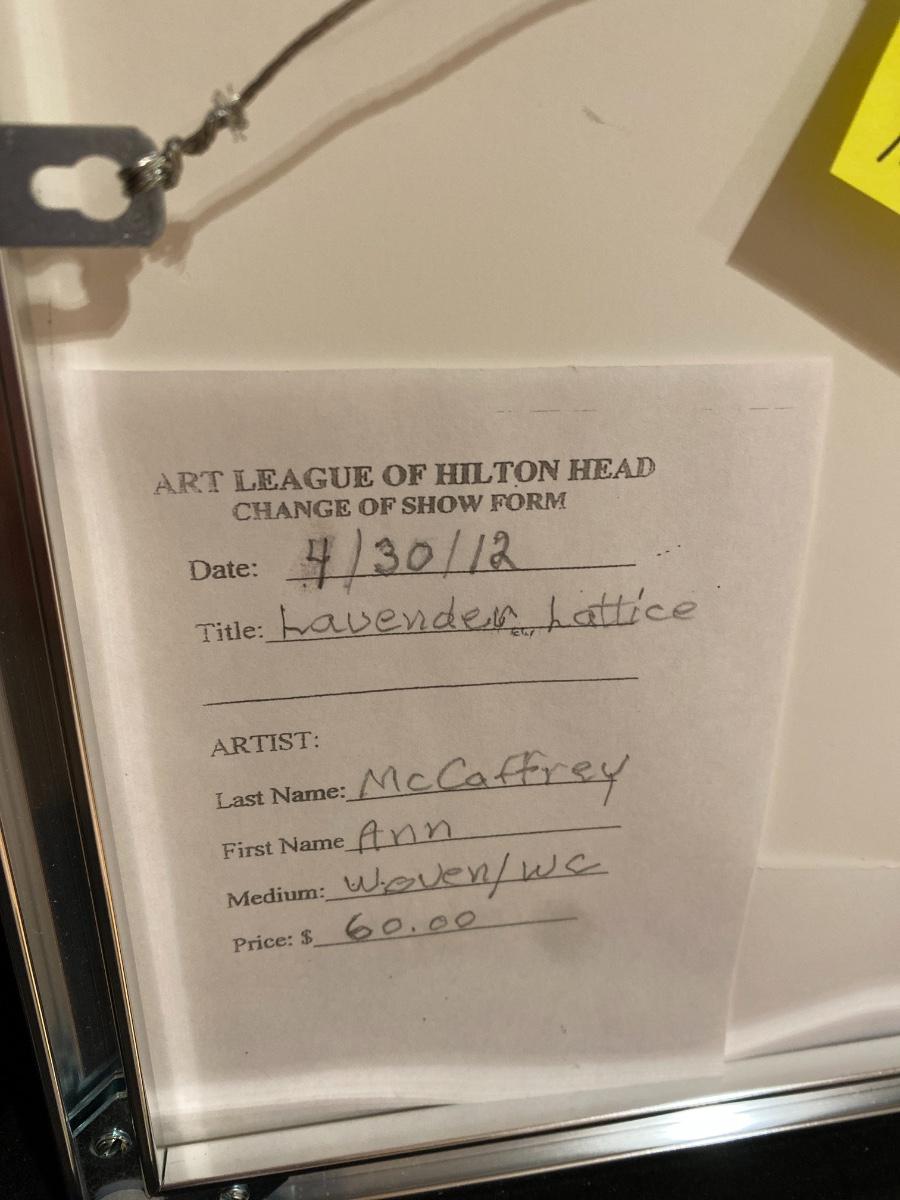 ART LEAGUE OF HILTON HEAD
CHANGE OF SHOW FORM
Date: 4/30/12
Title: Lavender Lattice
ARTIST:
Last Name: McCaffrey
First Name Ann
Medium: Woven/WC
Price: $ 60.00